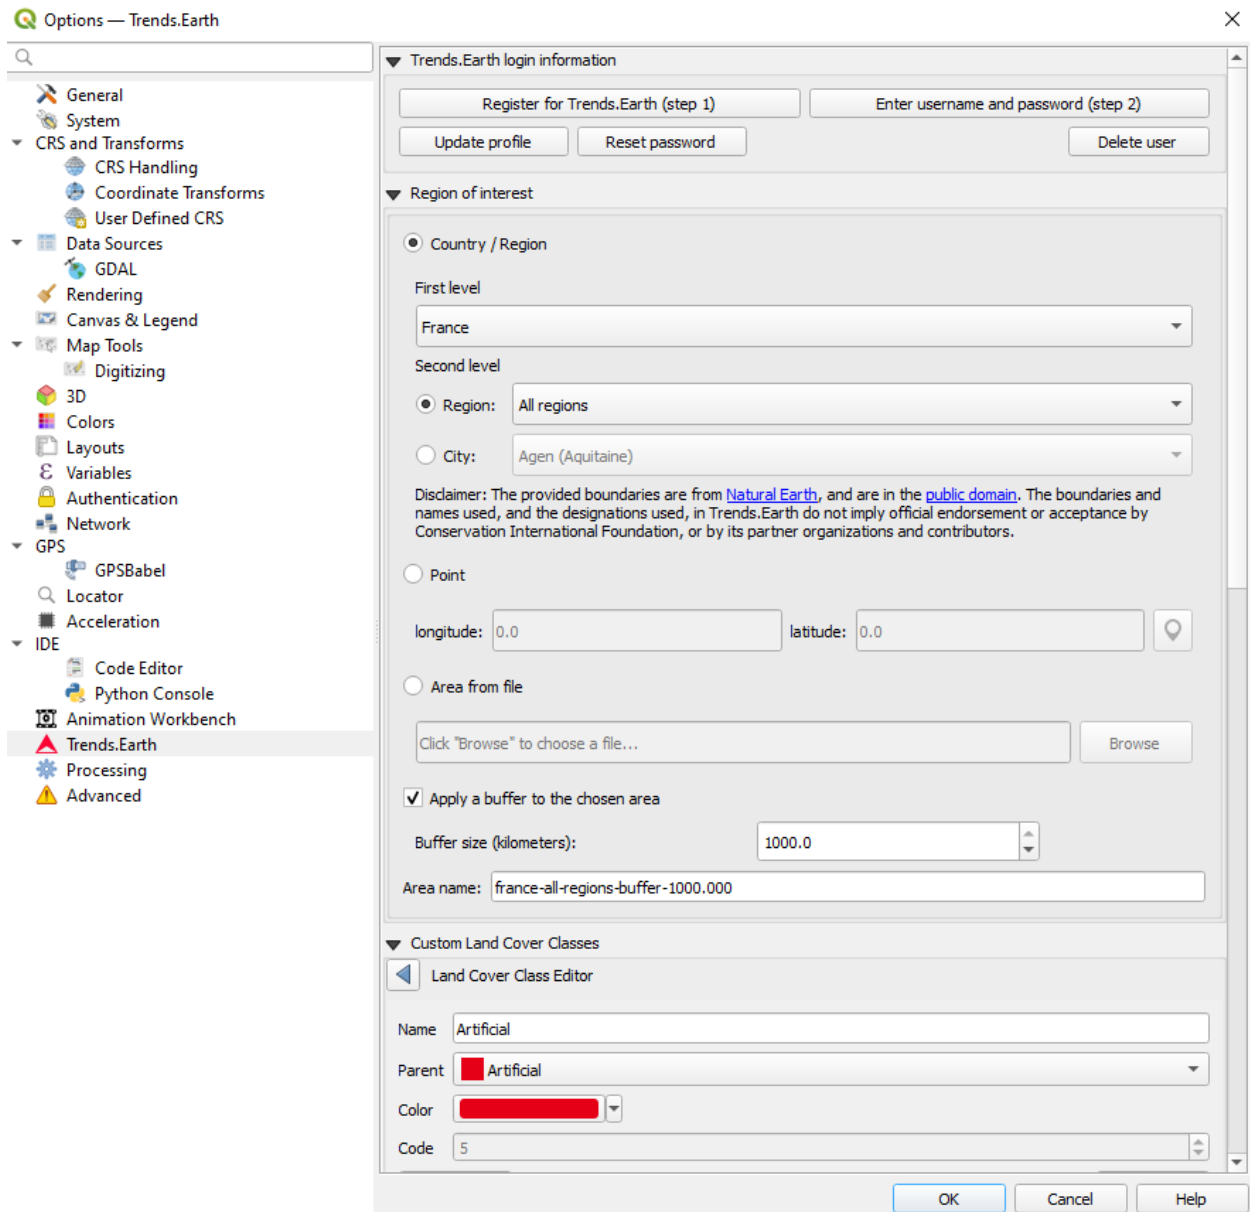 Options — Trends.Earth
General
System
CRS and Transforms
CRS Handling
Coordinate Transforms
User Defined CRS
Data Sources
GDAL
Rendering
Canvas & Legend
Map Tools
Digitizing
3D
Colors
Layouts
Variables
Authentication
Network
GPS
GPSBabel
Locator
Acceleration
IDE
Code Editor
Python Console
Animation Workbench
Trends.Earth
Processing
Advanced
Trends.Earth login information
Register for Trends.Earth (step 1) Enter username and password (step 2)
Update profile Reset password Delete user
Region of interest
Country / Region
First level
France
Second level
Region: All regions
City: Agen (Aquitaine)
Disclaimer: The provided boundaries are from Natural Earth, and are in the public domain. The boundaries and
names used, and the designations used, in Trends.Earth do not imply official endorsement or acceptance by
Conservation International Foundation, or by its partner organizations and contributors.
Point
longitude: 0.0 latitude: 0.0
Area from file
Click "Browse" to choose a file... Browse
Apply a buffer to the chosen area
Buffer size (kilometers): 1000.0
Area name: france-all-regions-buffer-1000.000
Custom Land Cover Classes
Land Cover Class Editor
Name Artificial
Parent Artificial
Color
Code 5
OK Cancel Help